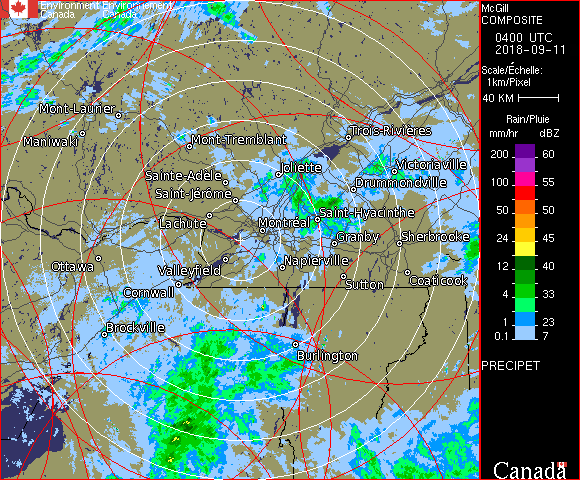 Environment Environnement
Canada Canada
McGill
COMPOSITE
0400 UTC
2018-09-11
Scale/Échelle:
1km/Pixel
40 KM
Rain/Pluie
mm/hr dBZ
200 60
100 55
50 50
24 45
12 40
4 33
1 23
0.1 7
PRECIPET
Canada
Mont-Laurier
Maniwaki
Mont-Tremblant
Trois-Rivières
Sainte-Adèle
Joliette
Victoriaville
Saint-Jérôme
Drummondville
Lachute
Montréal
Saint-Hyacinthe
Granby
Sherbrooke
Ottawa
Valleyfield
Napierville
Cornwall
Sutton
Coaticook
Brockville
Burlington